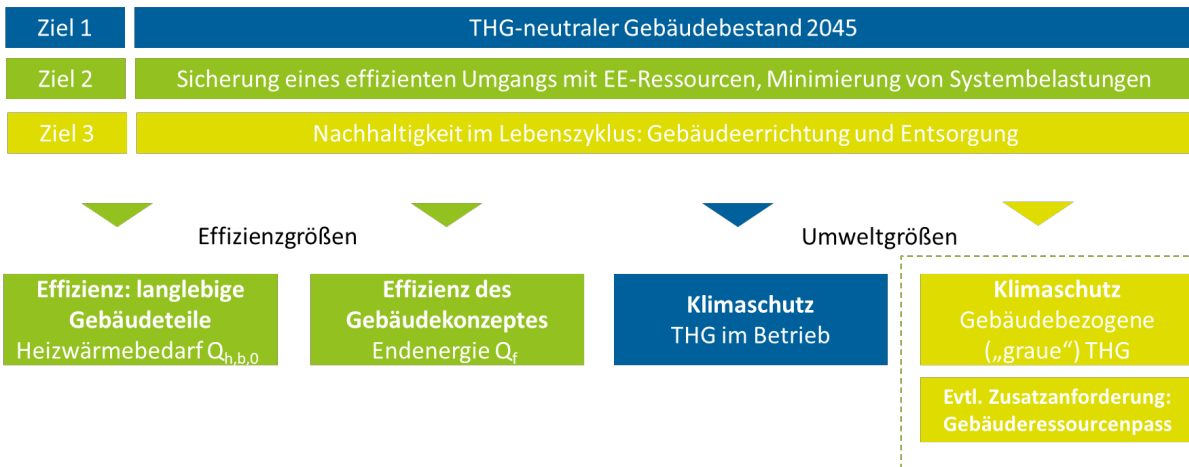 Ziel 1
THG-neutraler Gebäudebestand 2045
Ziel 2
Sicherung eines effizienten Umgangs mit EE-Ressourcen, Minimierung von Systembelastungen
Ziel 3
Nachhaltigkeit im Lebenszyklus: Gebäudeerrichtung und Entsorgung
Effizienzgrößen
Umweltgrößen
Effizienz: langlebige
Gebäudeteile
Heizwärmebedarf Qh,b,0
Effizienz des
Gebäudekonzeptes
Endenergie Qf
Klimaschutz
THG im Betrieb
Klimaschutz
Gebäudebezogene
(„graue“) THG
Evtl. Zusatzanforderung:
Gebäuderessourcenpass